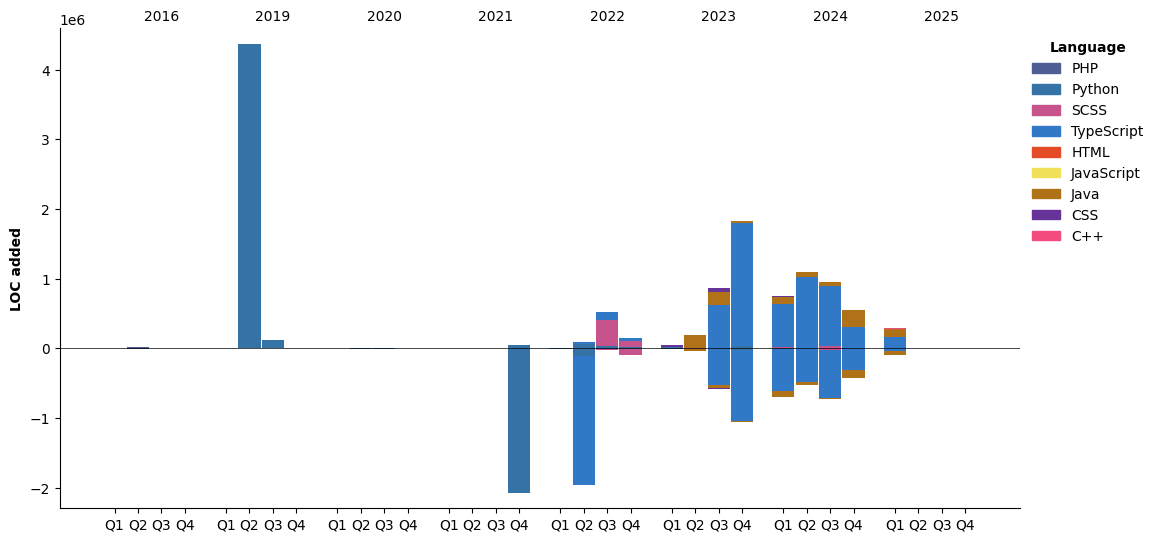 2016 2019 2020 2021 2022 2023 2024 2025
1e6
Language
PHP
Python
SCSS
TypeScript
HTML
JavaScript
Java
CSS
C++
LOC added
4
3
2
1
0
−1
−2
Q1 Q2 Q3 Q4 Q1 Q2 Q3 Q4 Q1 Q2 Q3 Q4 Q1 Q2 Q3 Q4 Q1 Q2 Q3 Q4 Q1 Q2 Q3 Q4 Q1 Q2 Q3 Q4 Q1 Q2 Q3 Q4